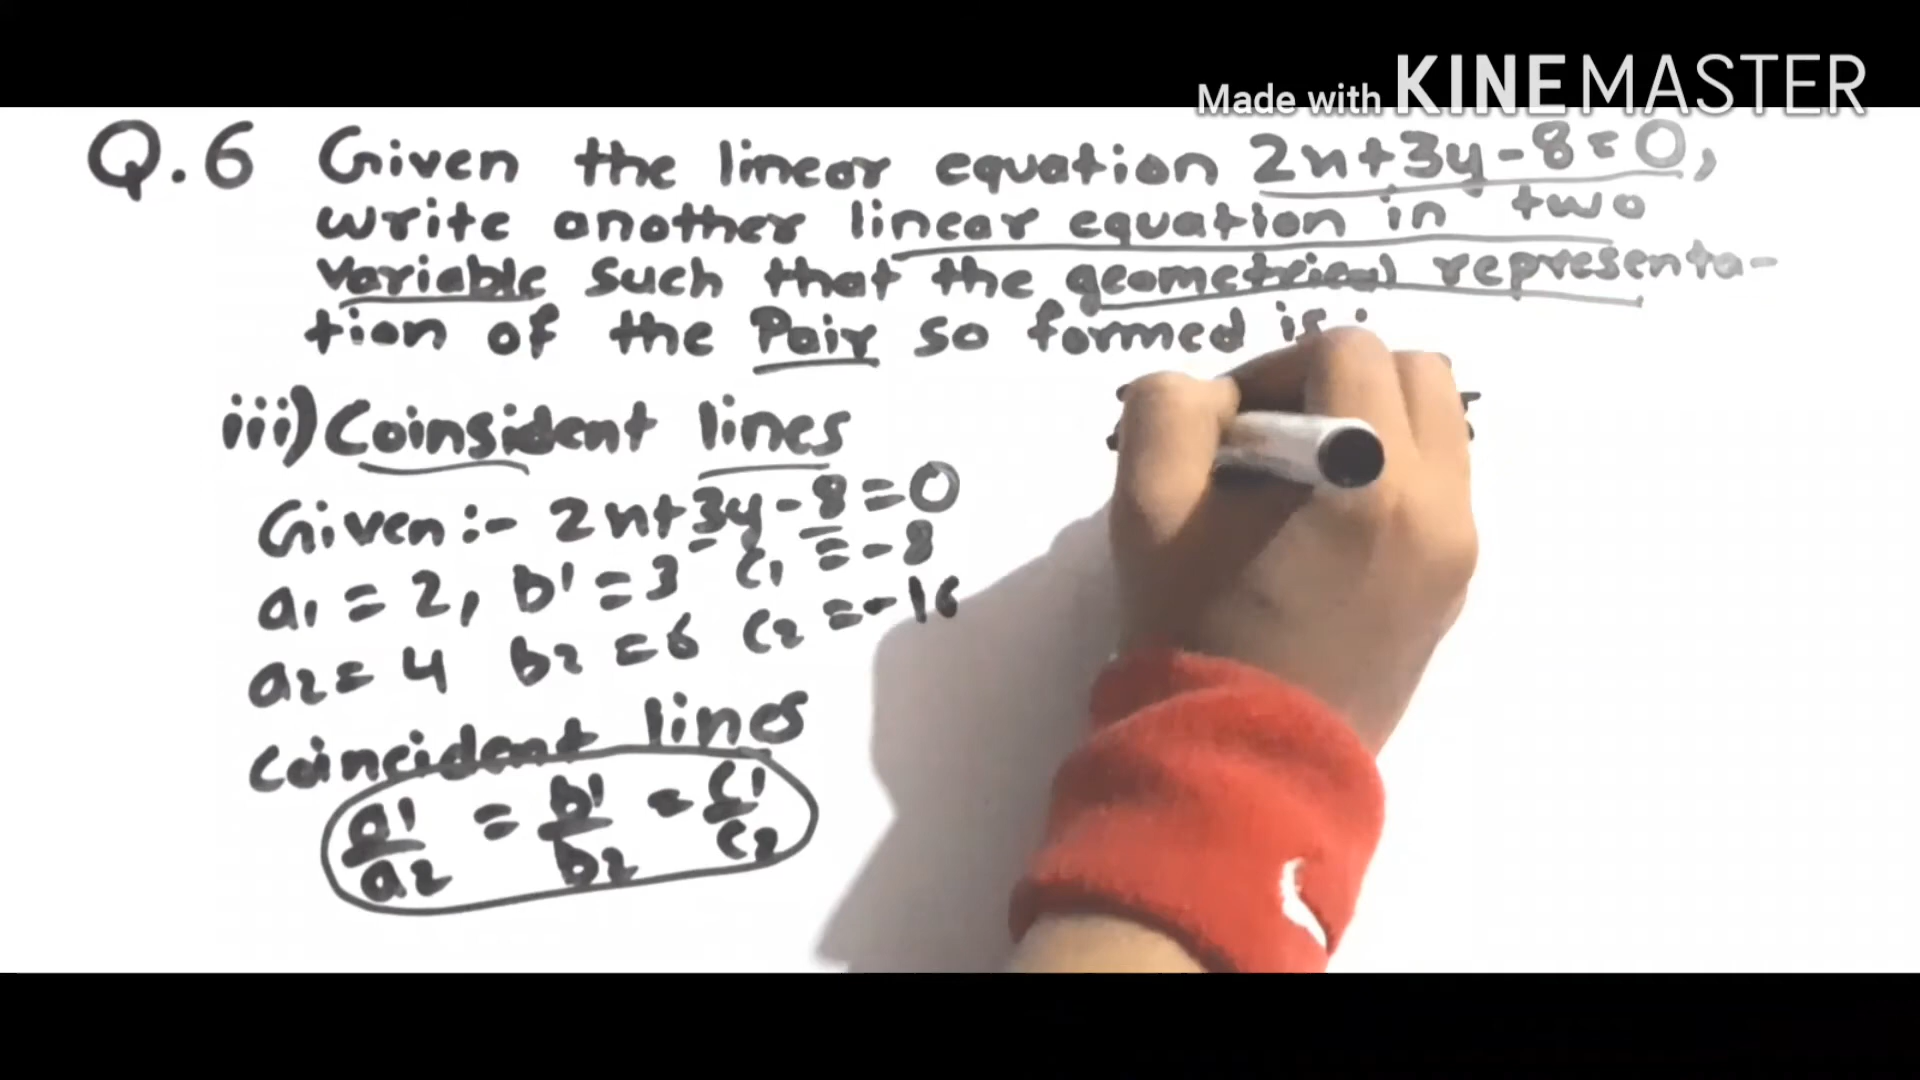 Made with KINEMASTER
Q.6 Given the linear equation 2x+3y-8=0,
write another linear equation in two
variable such that the geometrical representa-
tion of the Pair so formed is:
iii) Coinsident lines
Given:- 2x+3y-8=0
a1 = 2, b1 = 3 c1 = -8
a2 = 4 b2 = 6 c2 = -16
Coincident lines
a1/a2 = b1/b2 = c1/c2